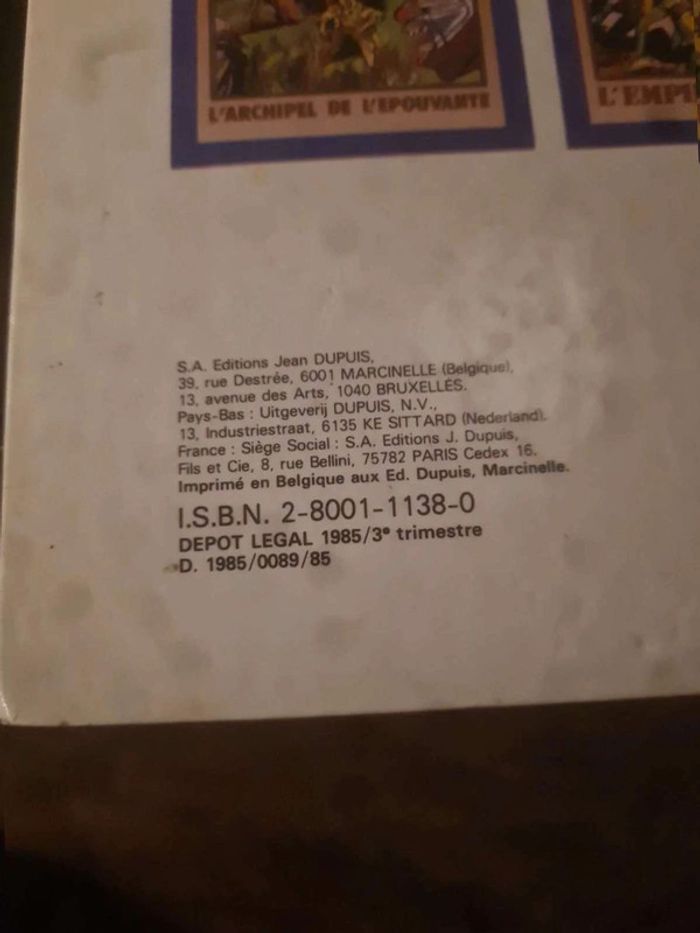 L'ARCHIPEL DE L'EPOUVANTE
L'EMPI
S.A. Editions Jean DUPUIS,
39, rue Destrée, 6001 MARCINELLE (Belgique),
13, avenue des Arts, 1040 BRUXELLES.
Pays-Bas : Uitgeverij DUPUIS, N.V.,
13, Industriestraat, 6135 KE SITTARD (Nederland).
France : Siège Social : S.A. Editions J. Dupuis,
Fils et Cie, 8, rue Bellini, 75782 PARIS Cedex 16.
Imprimé en Belgique aux Ed. Dupuis, Marcinelle.
I.S.B.N. 2-8001-1138-0
DEPOT LEGAL 1985/3e trimestre
D. 1985/0089/85